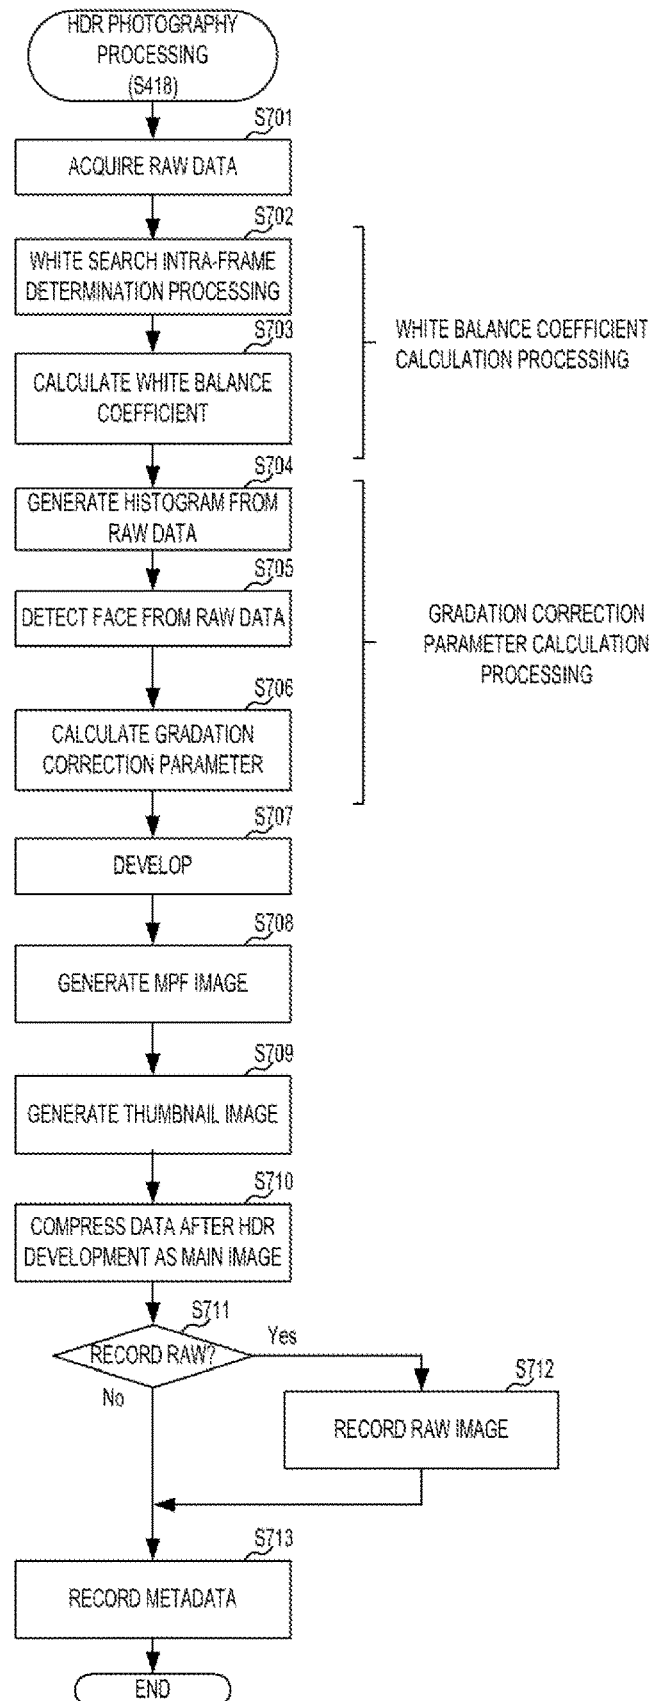 HDR PHOTOGRAPHY
PROCESSING
(S418)
S701
ACQUIRE RAW DATA
S702
WHITE SEARCH INTRA-FRAME
DETERMINATION PROCESSING
S703
CALCULATE WHITE BALANCE
COEFFICIENT
WHITE BALANCE COEFFICIENT
CALCULATION PROCESSING
S704
GENERATE HISTOGRAM FROM
RAW DATA
S705
DETECT FACE FROM RAW DATA
S706
CALCULATE GRADATION
CORRECTION PARAMETER
GRADATION CORRECTION
PARAMETER CALCULATION
PROCESSING
S707
DEVELOP
S708
GENERATE MPF IMAGE
S709
GENERATE THUMBNAIL IMAGE
S710
COMPRESS DATA AFTER HDR
DEVELOPMENT AS MAIN IMAGE
S711
RECORD RAW?
Yes
No
S712
RECORD RAW IMAGE
S713
RECORD METADATA
END